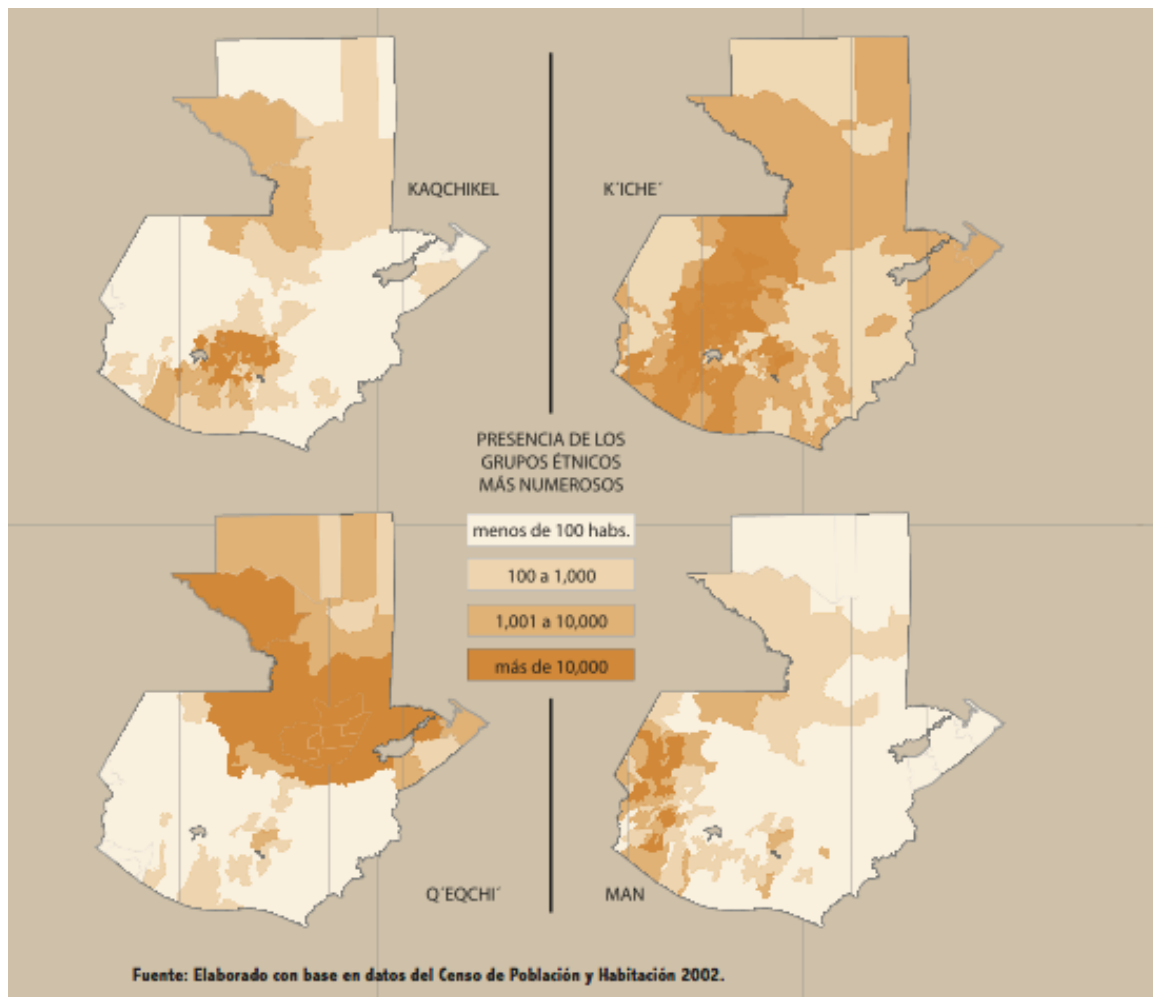 KAQCHIKEL
K´ICHE´
PRESENCIA DE LOS
GRUPOS ÉTNICOS
MÁS NUMEROSOS
menos de 100 habs.
100 a 1,000
1,001 a 10,000
más de 10,000
Q´EQCHI´
MAN
Fuente: Elaborado con base en datos del Censo de Población y Habitación 2002.